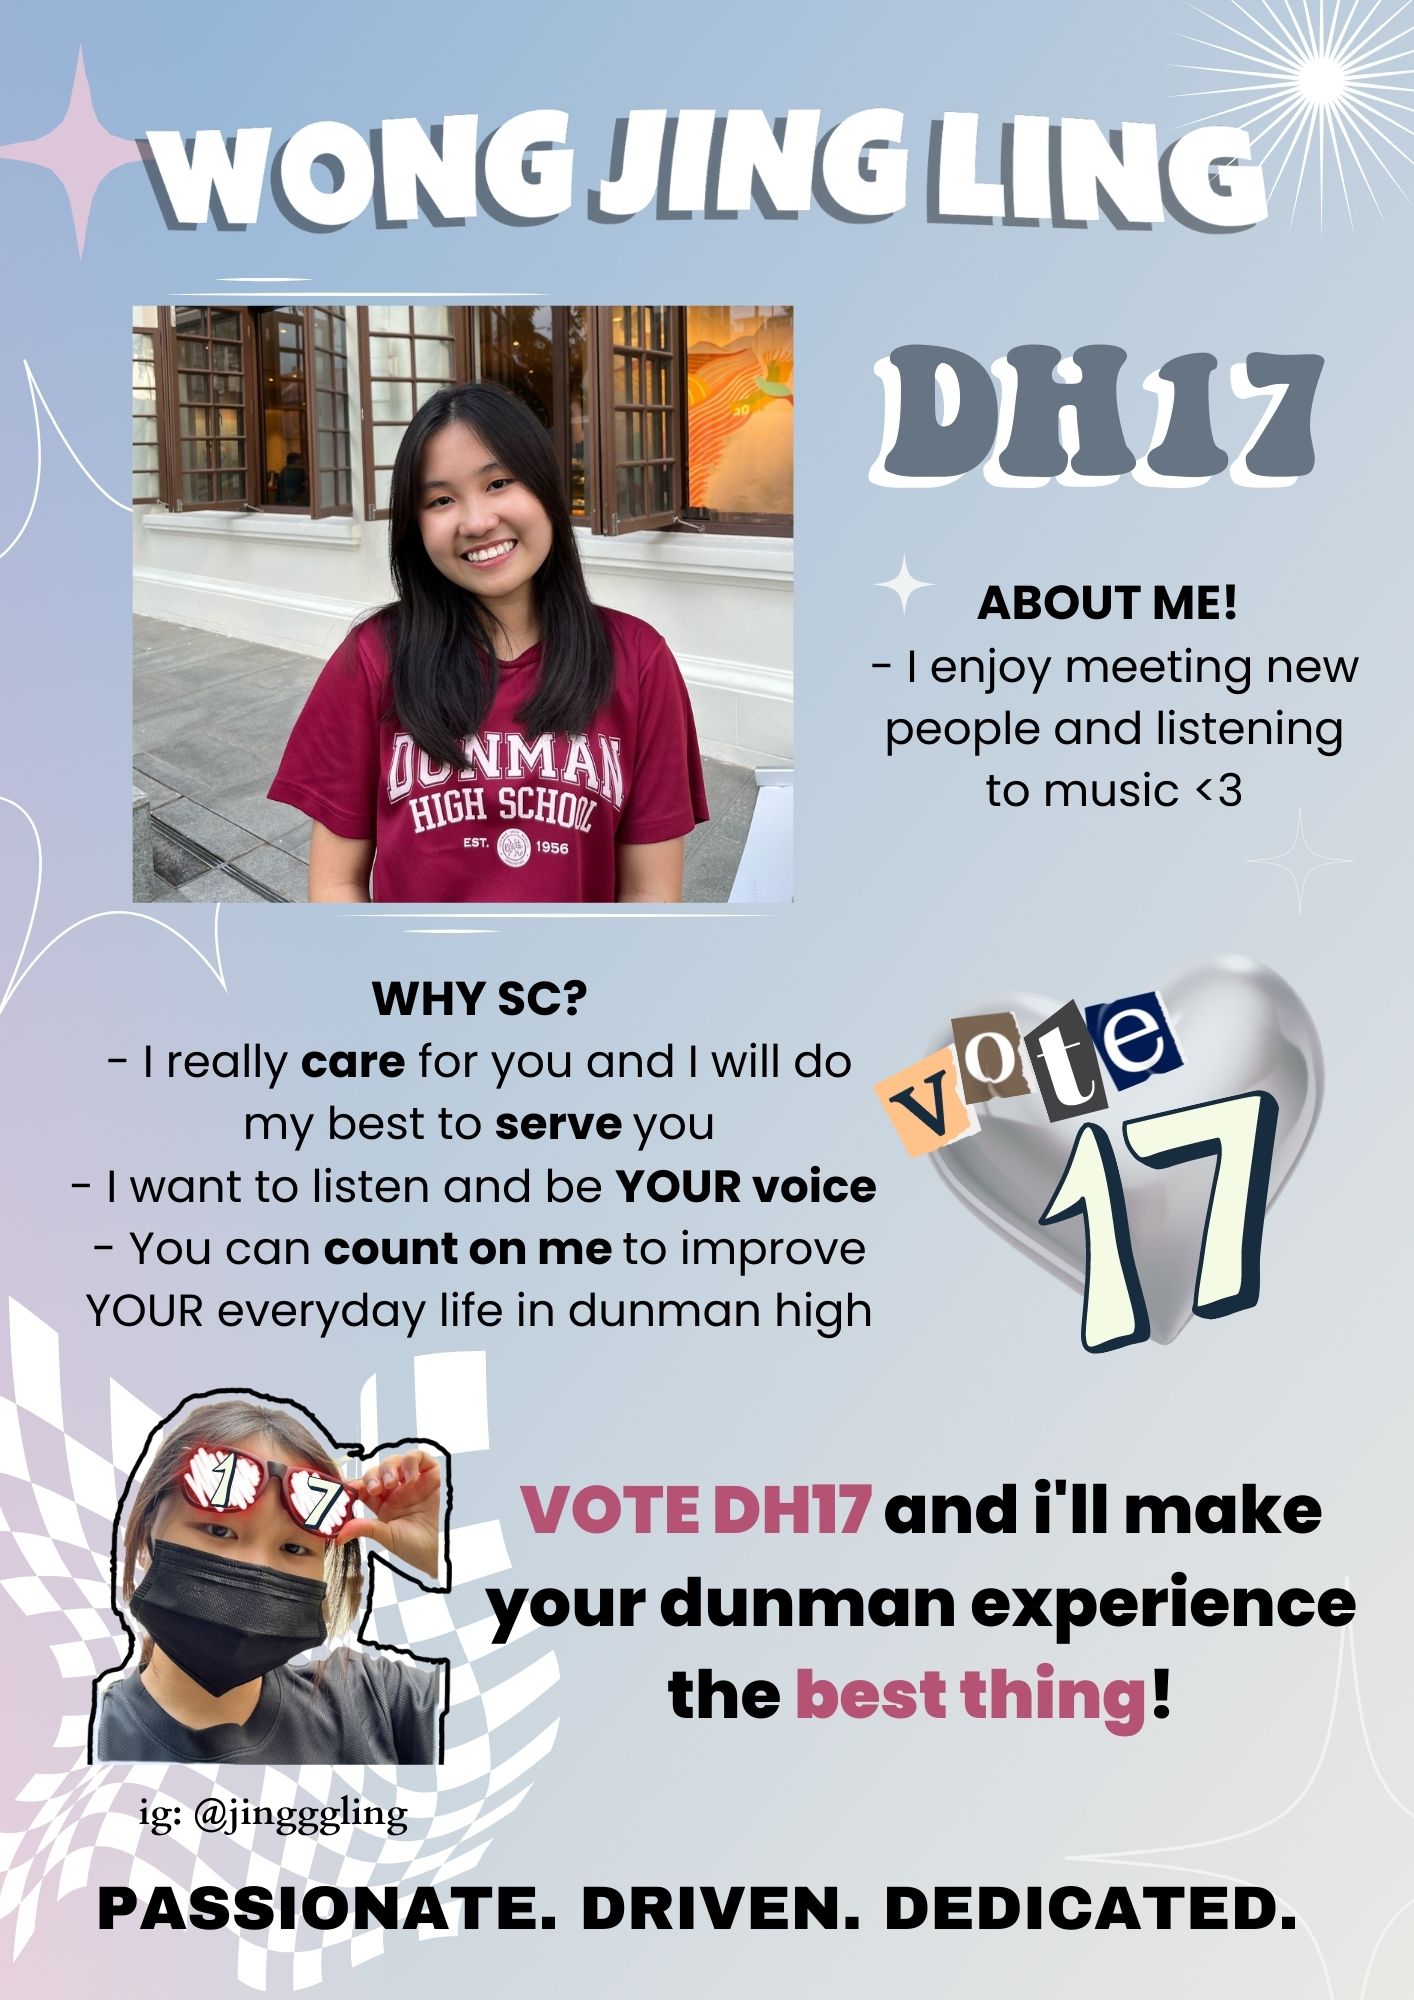 WONG JING LING
DH17
DUNMAN
HIGH SCHOOL
EST. 1956
ABOUT ME!
- I enjoy meeting new
people and listening
to music <3
WHY SC?
- I really care for you and I will do
my best to serve you
- I want to listen and be YOUR voice
- You can count on me to improve
YOUR everyday life in dunman high
vote
17
17
VOTE DH17 and i'll make
your dunman experience
the best thing!
ig: @jingggling
PASSIONATE. DRIVEN. DEDICATED.